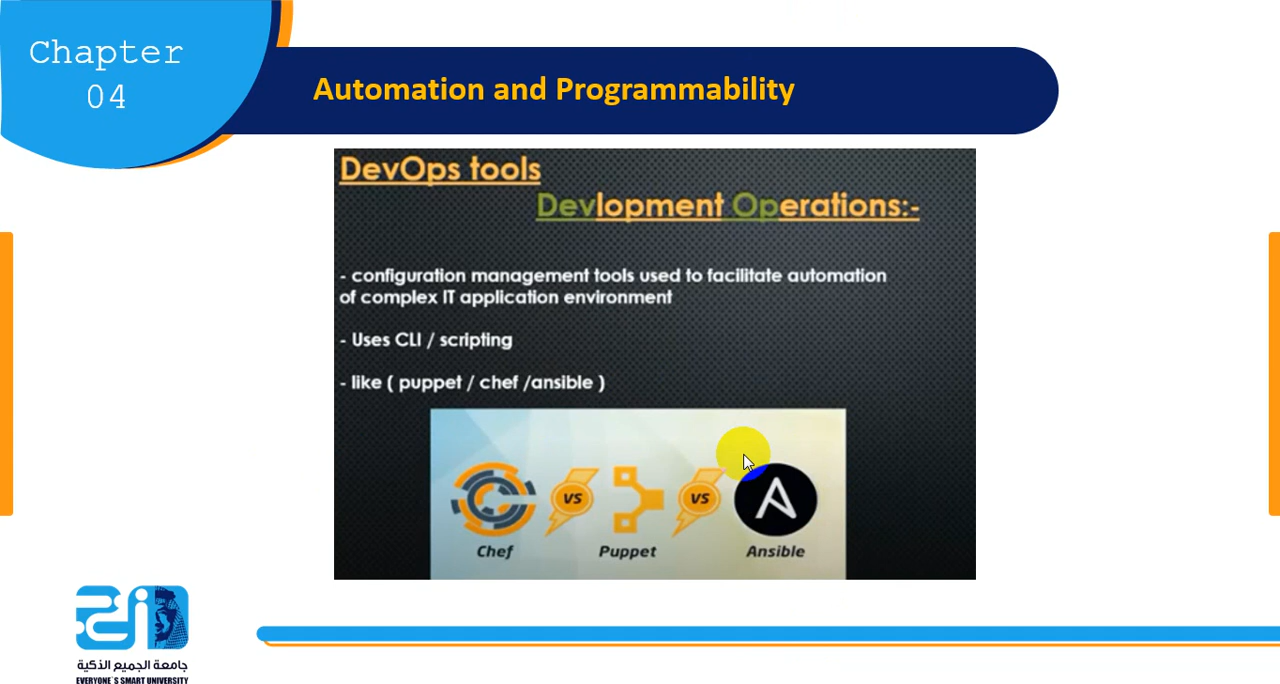 Chapter
04
Automation and Programmability
DevOps tools
Devlopment Operations:-
- configuration management tools used to facilitate automation
of complex IT application environment
- Uses CLI / scripting
- like ( puppet / chef /ansible )
VS
VS
Chef
Puppet
Ansible
جامعة الجميع الذكية
EVERYONE`S SMART UNIVERSITY